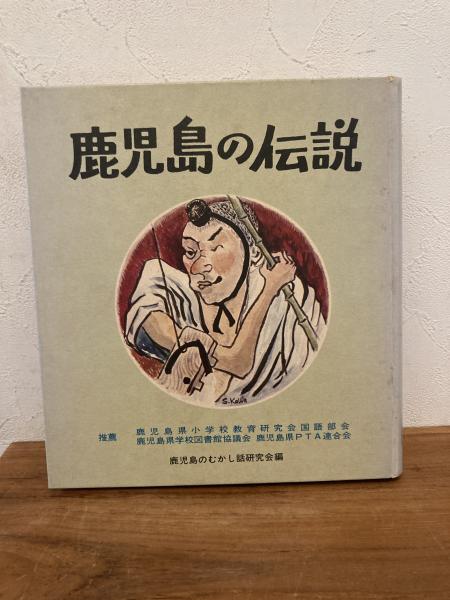 鹿児島の伝説
推薦
鹿児島県小学校教育研究会国語部会
鹿児島県学校図書館協議会 鹿児島県PTA連合会
鹿児島のむかし話研究会編